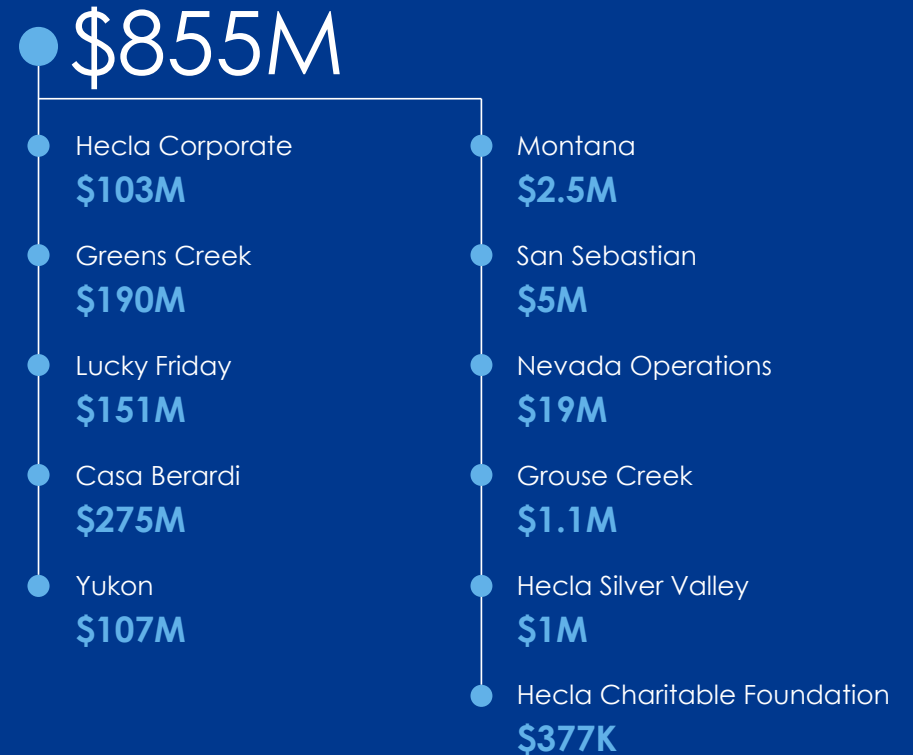 $855M
Hecla Corporate
$103M
Greens Creek
$190M
Lucky Friday
$151M
Casa Berardi
$275M
Yukon
$107M
Montana
$2.5M
San Sebastian
$5M
Nevada Operations
$19M
Grouse Creek
$1.1M
Hecla Silver Valley
$1M
Hecla Charitable Foundation
$377K